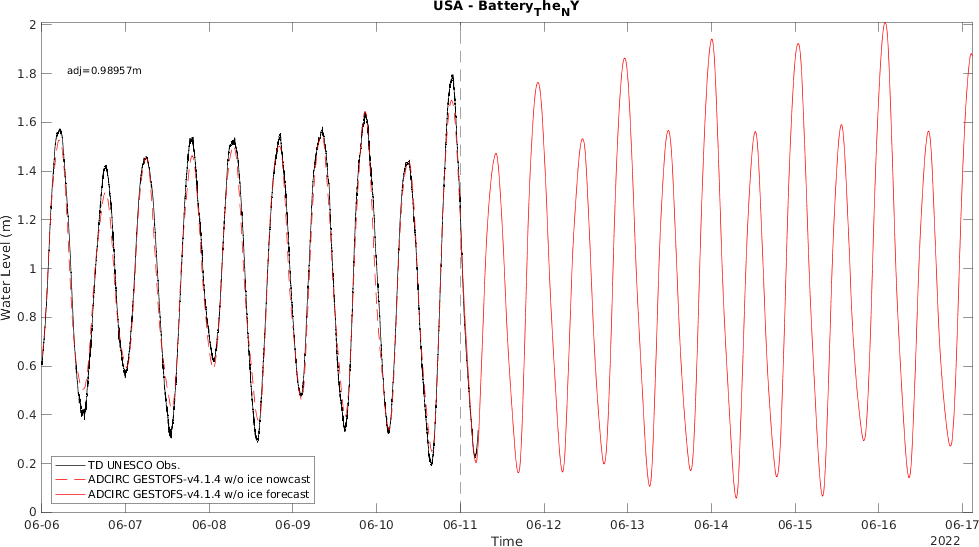 USA - Battery_The_NY
2
1.8
adj=0.98957m
1.6
1.4
1.2
Water Level (m)
1
0.8
0.6
0.4
0.2
0
TD UNESCO Obs.
ADCIRC GESTOFS-v4.1.4 w/o ice nowcast
ADCIRC GESTOFS-v4.1.4 w/o ice forecast
06-06 06-07 06-08 06-09 06-10 06-11 06-12 06-13 06-14 06-15 06-16 06-17
Time
2022